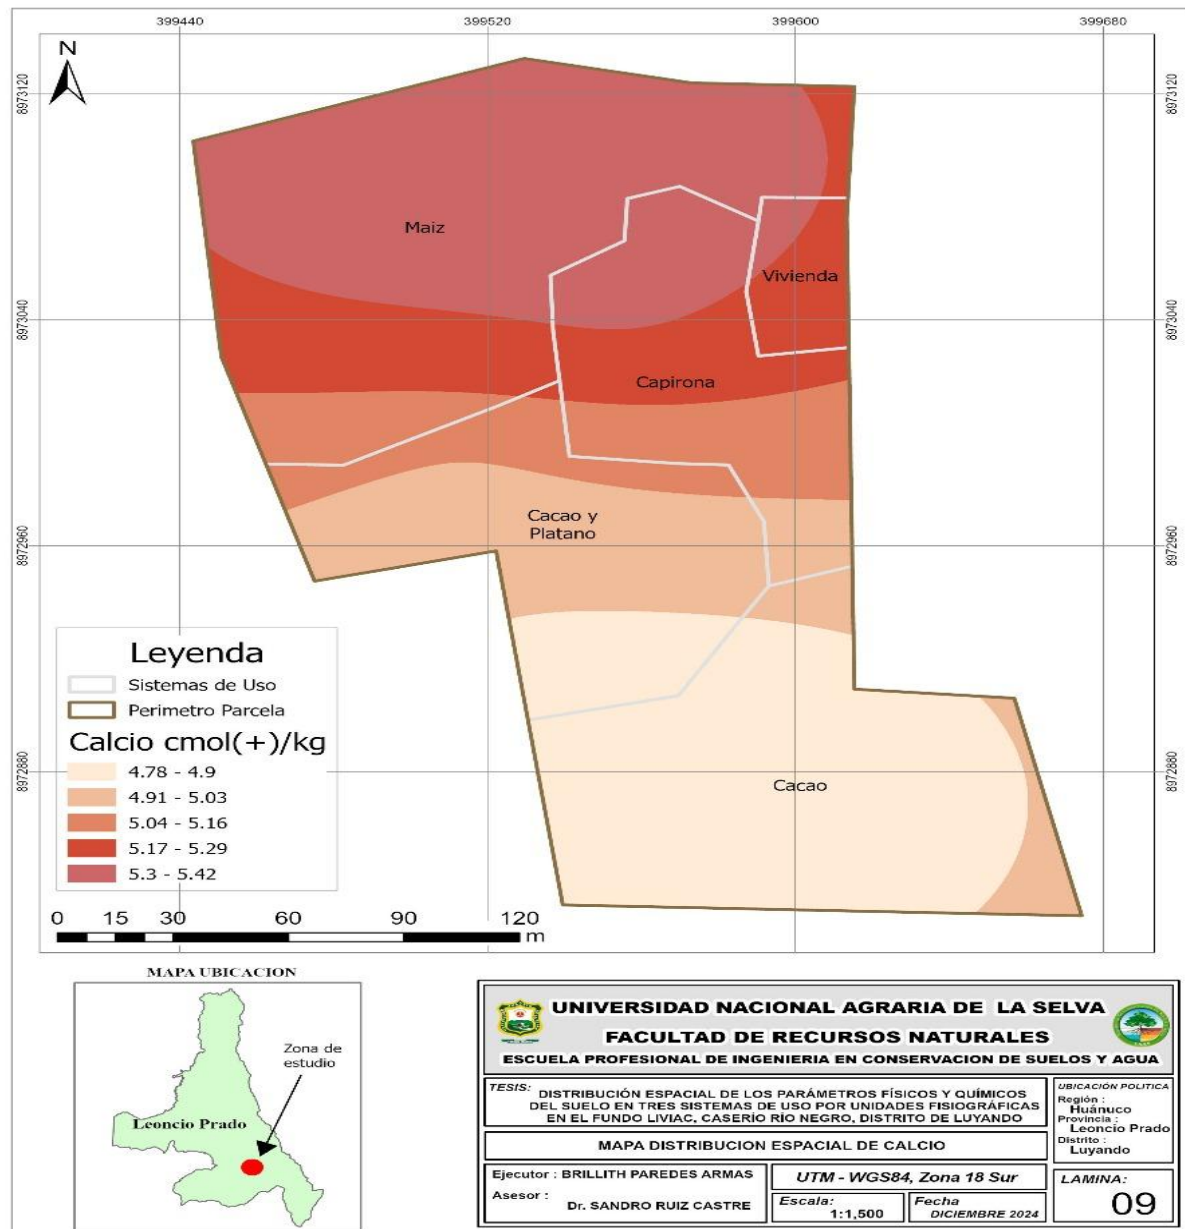 399440 399520 399600 399680
N
8973120 8973120
Maiz
Vivienda
8973040 8973040
Capirona
Cacao y
Platano
8972960 8972960
Leyenda
Sistemas de Uso
Perimetro Parcela
Calcio cmol(+)/kg
4.78 - 4.9
4.91 - 5.03
5.04 - 5.16
5.17 - 5.29
5.3 - 5.42
8972880 8972880
Cacao
0 15 30 60 90 120
m
MAPA UBICACION
Zona de
estudio
Leoncio Prado
UNIVERSIDAD NACIONAL AGRARIA DE LA SELVA
FACULTAD DE RECURSOS NATURALES
ESCUELA PROFESIONAL DE INGENIERIA EN CONSERVACION DE SUELOS Y AGUA
TESIS: DISTRIBUCIÓN ESPACIAL DE LOS PARÁMETROS FÍSICOS Y QUÍMICOS
DEL SUELO EN TRES SISTEMAS DE USO POR UNIDADES FISIOGRÁFICAS
EN EL FUNDO LIVIAC, CASERÍO RÍO NEGRO, DISTRITO DE LUYANDO
UBICACIÓN POLITICA
Región :
Huánuco
Provincia :
Leoncio Prado
Distrito :
Luyando
MAPA DISTRIBUCION ESPACIAL DE CALCIO
Ejecutor : BRILLITH PAREDES ARMAS
Asesor :
Dr. SANDRO RUIZ CASTRE
UTM - WGS84, Zona 18 Sur
Escala:
1:1,500
Fecha
DICIEMBRE 2024
LAMINA:
09